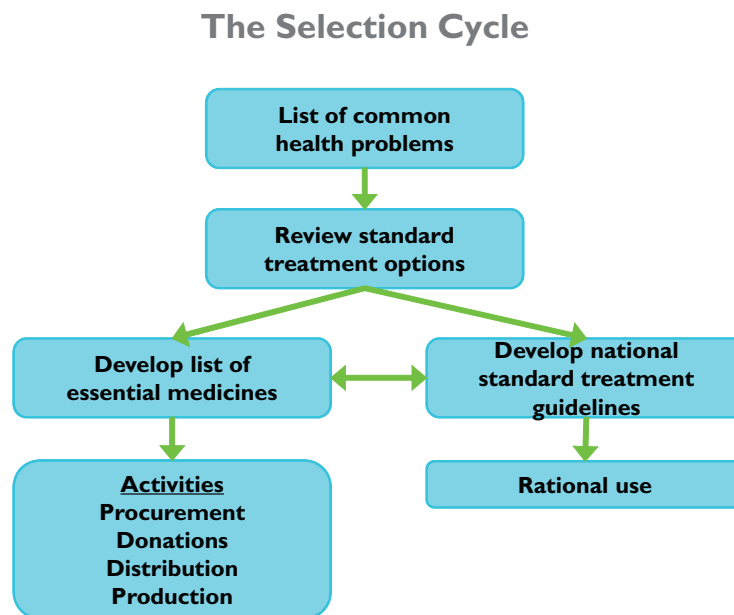 The Selection Cycle
List of common
health problems
Review standard
treatment options
Develop list of
essential medicines
Develop national
standard treatment
guidelines
Activities
Procurement
Donations
Distribution
Production
Rational use